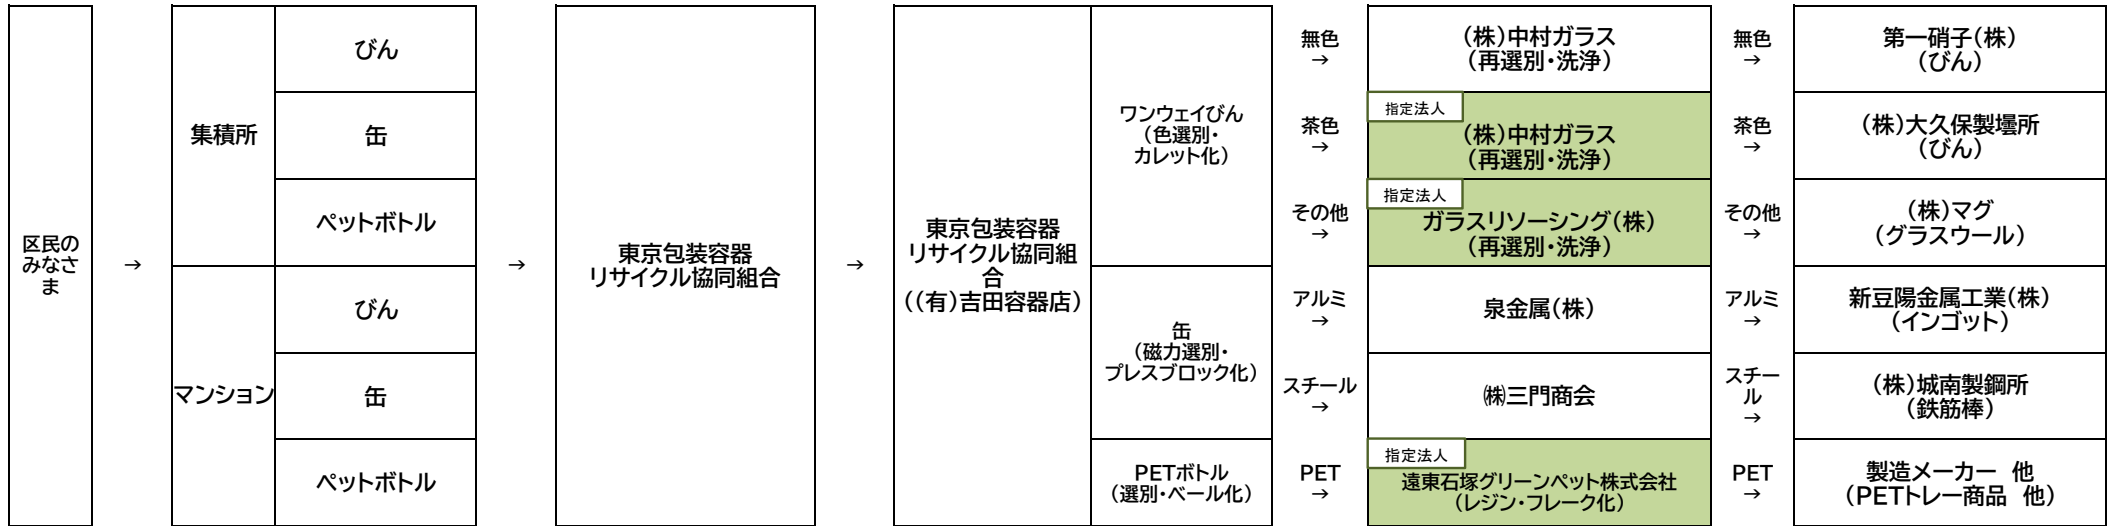 区民の
みなさ
ま
→
集積所
びん
缶
ペットボトル
マンション
びん
缶
ペットボトル
→
東京包装容器
リサイクル協同組合
→
東京包装容器
リサイクル協同組
合
((有)吉田容器店)
ワンウェイびん
(色選別・
カレット化)
缶
(磁力選別・
プレスブロック化)
PETボトル
(選別・ベール化)
無色
→
(株)中村ガラス
(再選別・洗浄)
無色
→
第一硝子(株)
(びん)
茶色
→
指定法人
(株)中村ガラス
(再選別・洗浄)
茶色
→
(株)大久保製壜所
(びん)
その他
→
指定法人
ガラスリソーシング(株)
(再選別・洗浄)
その他
→
(株)マグ
(グラスウール)
アルミ
→
泉金属(株)
アルミ
→
新豆陽金属工業(株)
(インゴット)
スチール
→
㈱三門商会
スチー
ル
→
(株)城南製鋼所
(鉄筋棒)
PET
→
指定法人
遠東石塚グリーンペット株式会社
(レジン・フレーク化)
PET
→
製造メーカー 他
(PETトレー商品 他)